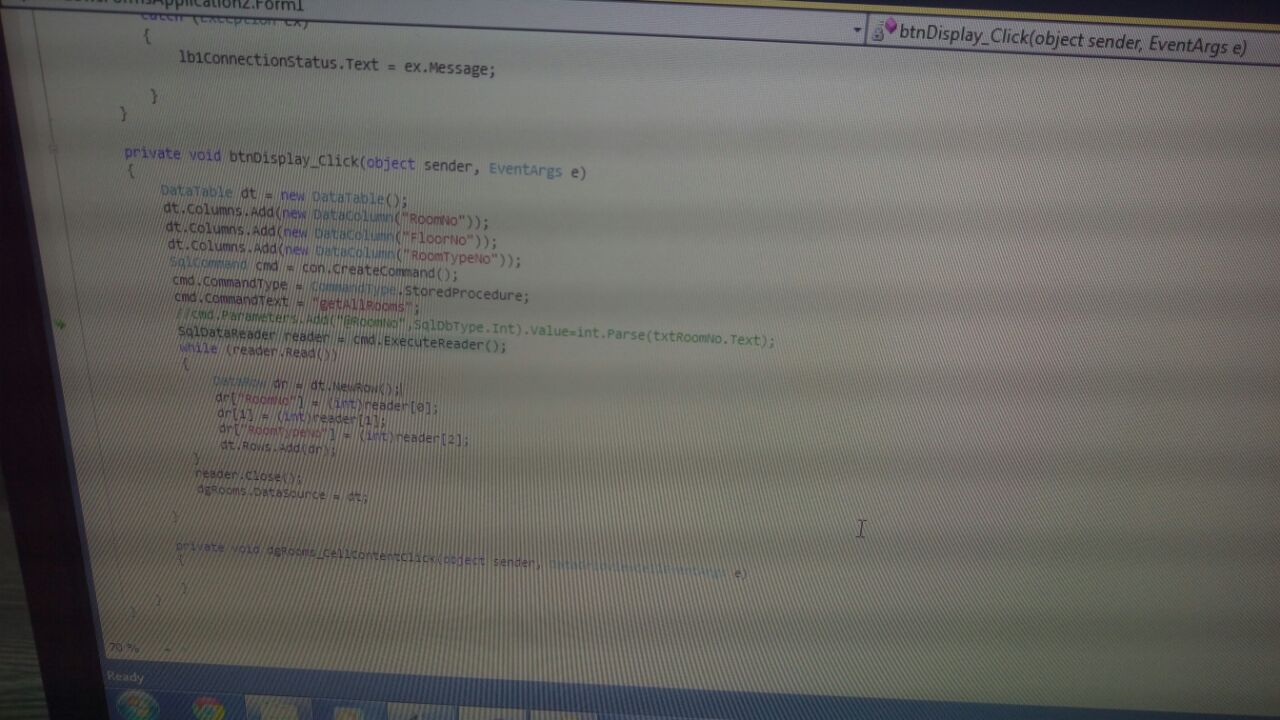 Application2.Form1
btnDisplay_Click(object sender, EventArgs e)
catch (Exception ex)
{
lb1ConnectionStatus.Text = ex.Message;
}
}
private void btnDisplay_Click(object sender, EventArgs e)
{
DataTable dt = new DataTable();
dt.Columns.Add(new DataColumn("RoomNo"));
dt.Columns.Add(new DataColumn("FloorNo"));
dt.Columns.Add(new DataColumn("RoomTypeNo"));
SqlCommand cmd = con.CreateCommand();
cmd.CommandType = CommandType.StoredProcedure;
cmd.CommandText = "getAllRooms";
//cmd.Parameters.Add("@RoomNo",SqlDbType.Int).Value=int.Parse(txtRoomNo.Text);
SqlDataReader reader = cmd.ExecuteReader();
while (reader.Read())
{
DataRow dr = dt.NewRow();
dr["RoomNo"] = (int)reader[0];
dr[1] = (int)reader[1];
dr["RoomTypeNo"] = (int)reader[2];
dt.Rows.Add(dr);
}
reader.Close();
dgRooms.DataSource = dt;
}
private void dgRooms_CellContentClick(object sender, e)
{
}
}
}
70 %
Ready